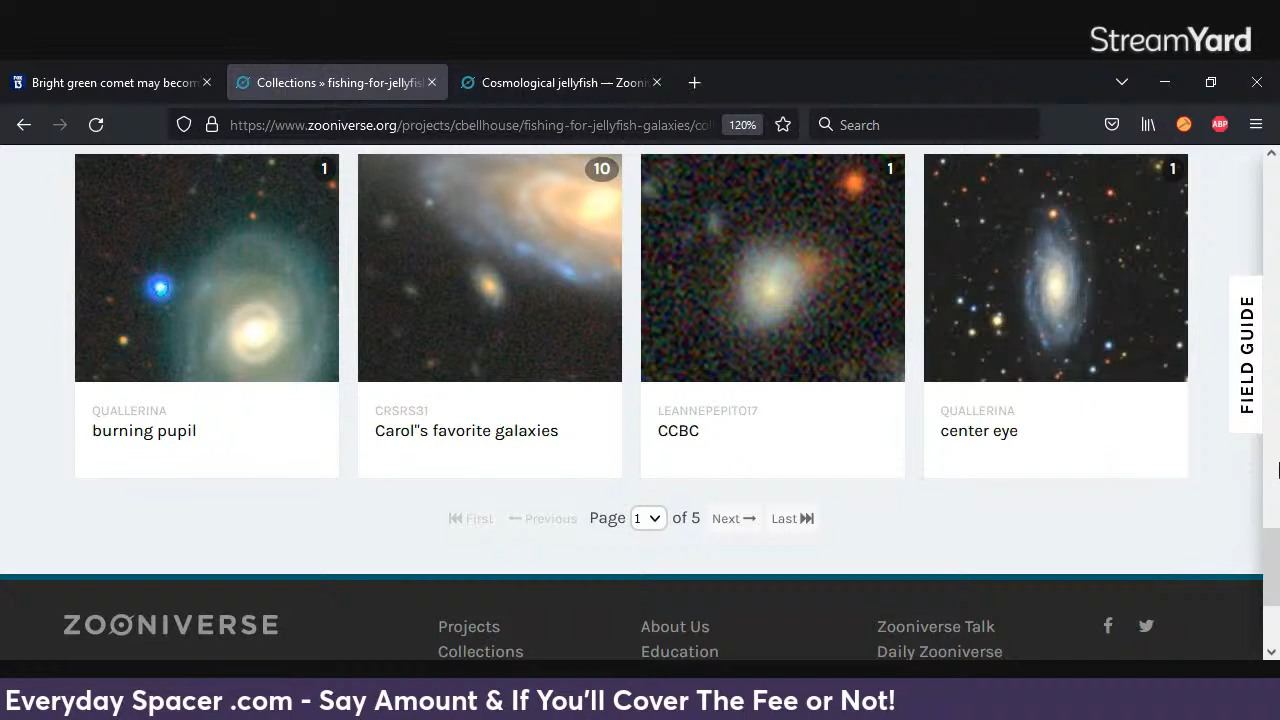 StreamYard
Bright green comet may becom
Collections » fishing-for-jellyfis
Cosmological jellyfish — Zooni
https://www.zooniverse.org/projects/cbellhouse/fishing-for-jellyfish-galaxies/col
120%
Search
ABP
1
10
1
1
QUALLERINA
burning pupil
CRSRS31
Carol"s favorite galaxies
LEANNEPEPITO17
CCBC
QUALLERINA
center eye
FIELD GUIDE
First
Previous
Page 1 of 5
Next
Last
ZOONIVERSE
Projects
About Us
Zooniverse Talk
Collections
Education
Daily Zooniverse
Everyday Spacer .com - Say Amount & If You'll Cover The Fee or Not!